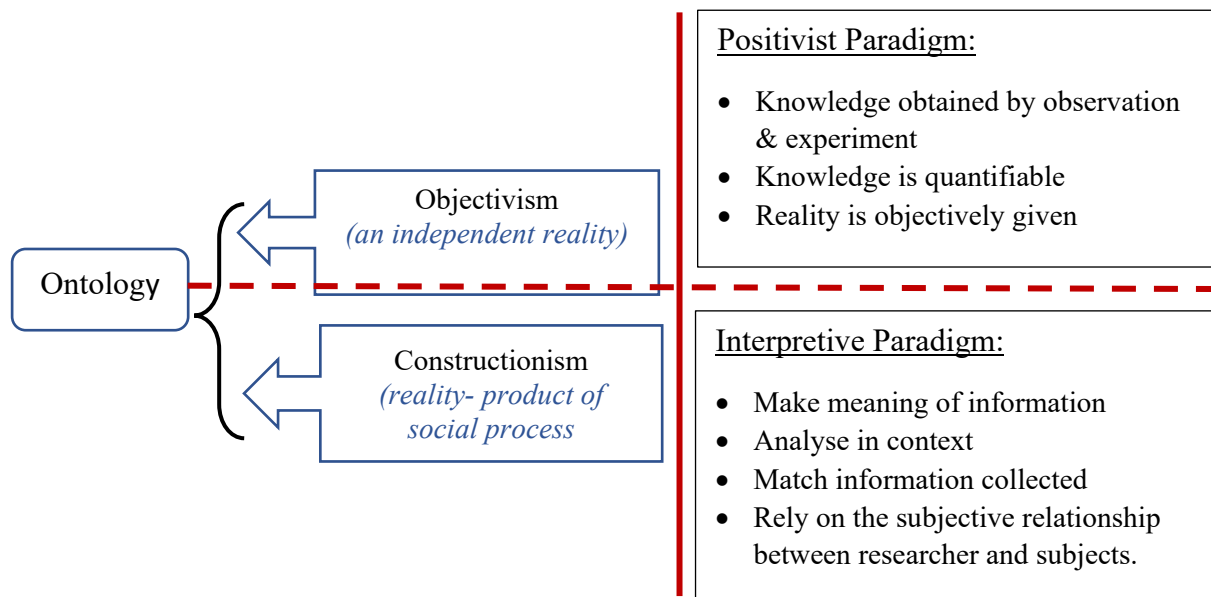 Ontology
Objectivism
(an independent reality)
Constructionism
(reality- product of
social process
Positivist Paradigm:
• Knowledge obtained by observation
& experiment
• Knowledge is quantifiable
• Reality is objectively given
Interpretive Paradigm:
• Make meaning of information
• Analyse in context
• Match information collected
• Rely on the subjective relationship
between researcher and subjects.